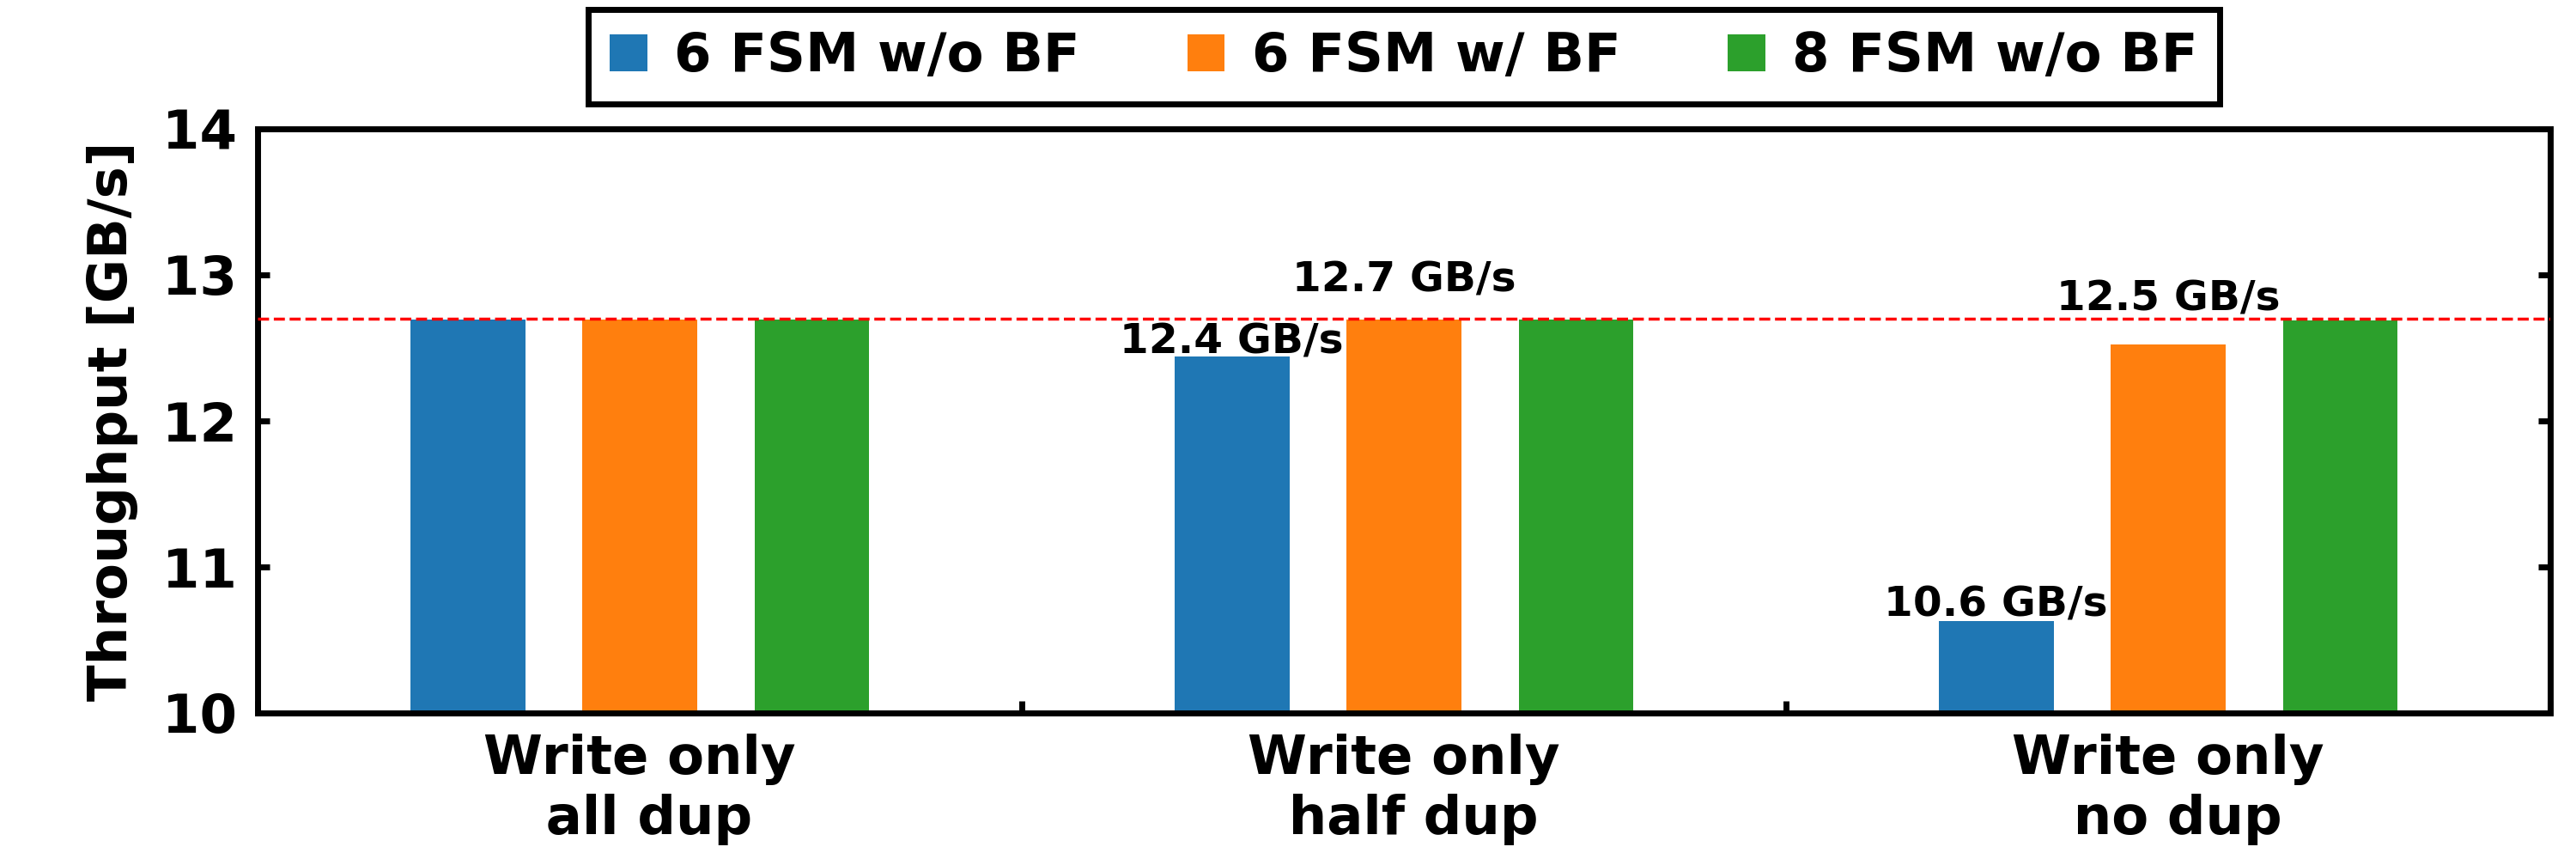 6 FSM w/o BF 6 FSM w/ BF 8 FSM w/o BF
Throughput [GB/s]
14
13
12
11
10
12.7 GB/s
12.4 GB/s
12.5 GB/s
10.6 GB/s
Write only
all dup
Write only
half dup
Write only
no dup